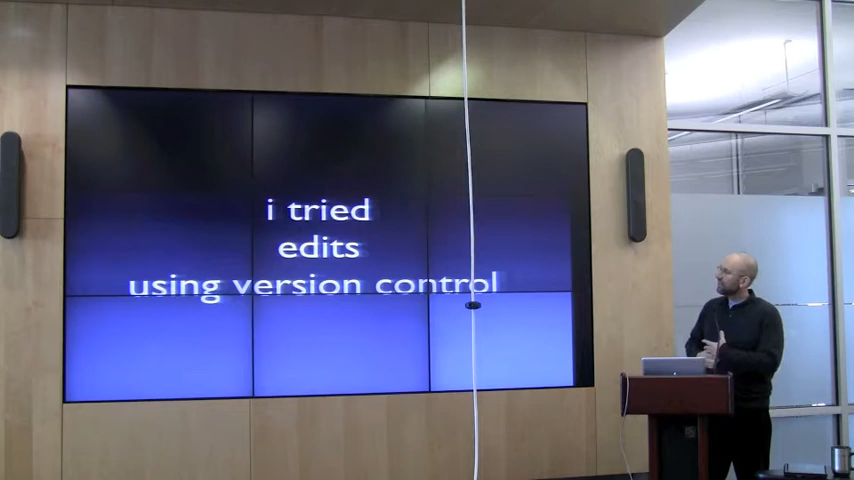 i tried
edits
using version control